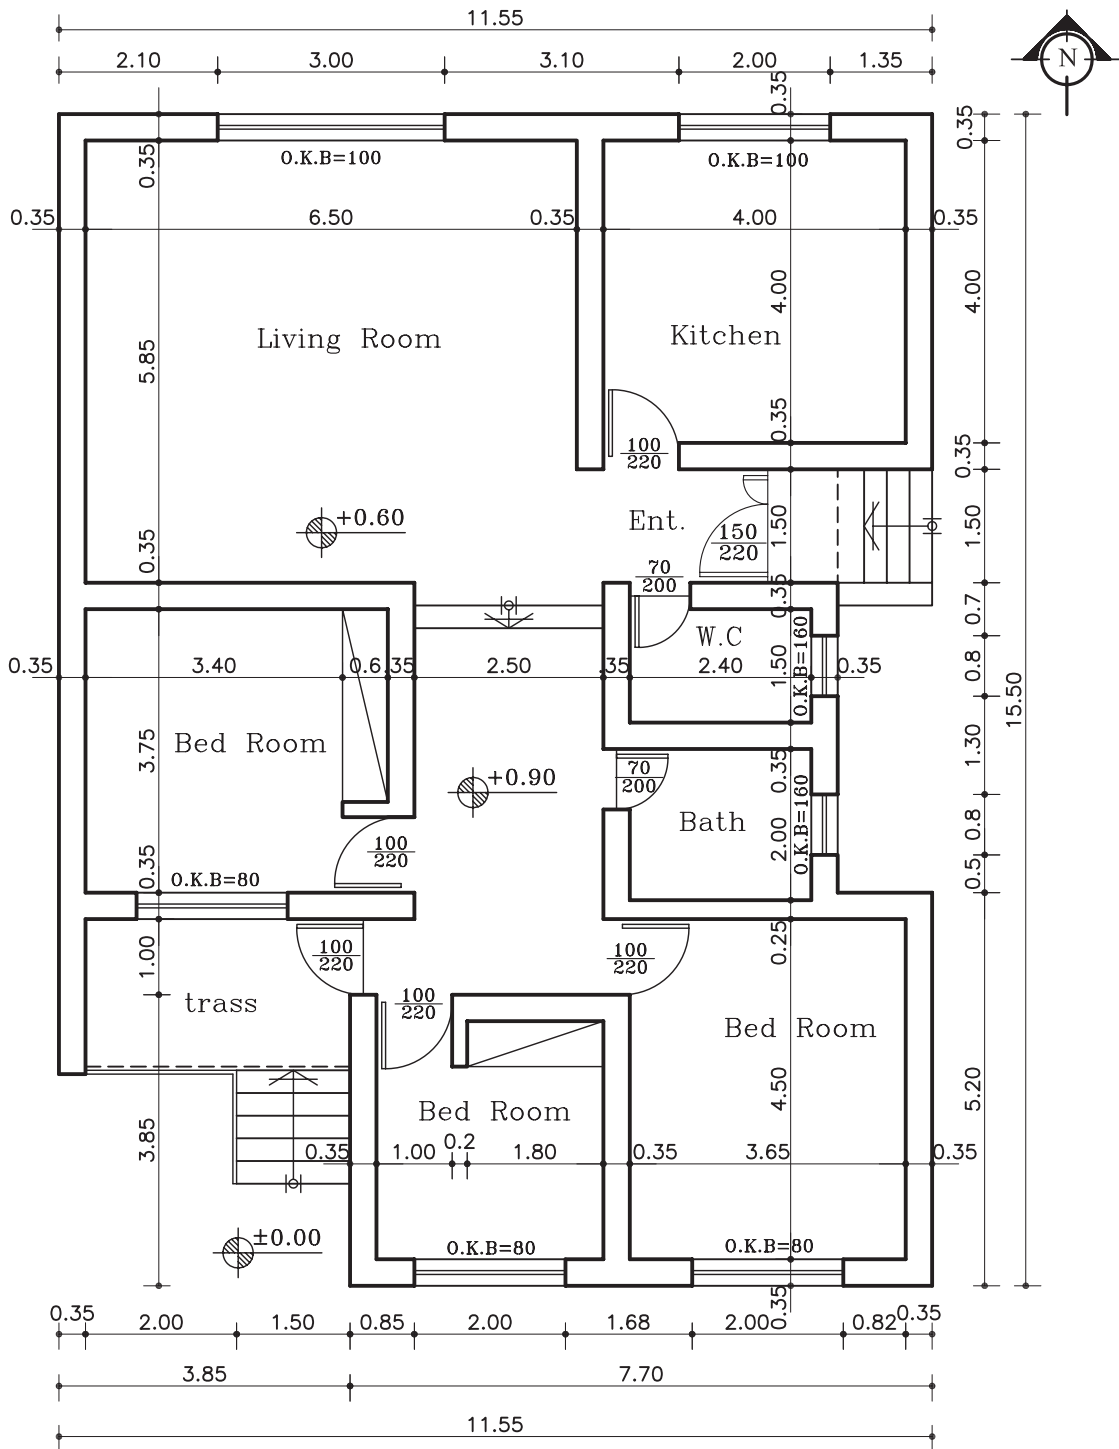 11.55
2.10 3.00 3.10 2.00 1.35
N
0.35 0.35
O.K.B=100 O.K.B=100
0.35
0.35 6.50 0.35 4.00 0.35
4.00 4.00
Living Room Kitchen
5.85
0.35 0.35
100
220
+0.60 Ent. 150
220
1.50 1.50
0.35 70
200
0.35 0.7
W.C
O.K.B=160
0.35 3.40 0.6 .35 2.50 .35 2.40 0.35
1.50 0.8
15.50
Bed Room
3.75
1.30
+0.90 70
200
0.35
Bath
O.K.B=160
2.00 0.8
100
220
0.35 O.K.B=80
0.5
100
220
100
220
0.25
1.00
trass
100
220
Bed Room
4.50 5.20
Bed Room
3.85
0.35 1.00 0.2 1.80 0.35 3.65 0.35
±0.00 O.K.B=80 O.K.B=80
0.35
0.35 2.00 1.50 0.85 2.00 1.68 2.00 0.82 0.35
3.85 7.70
11.55